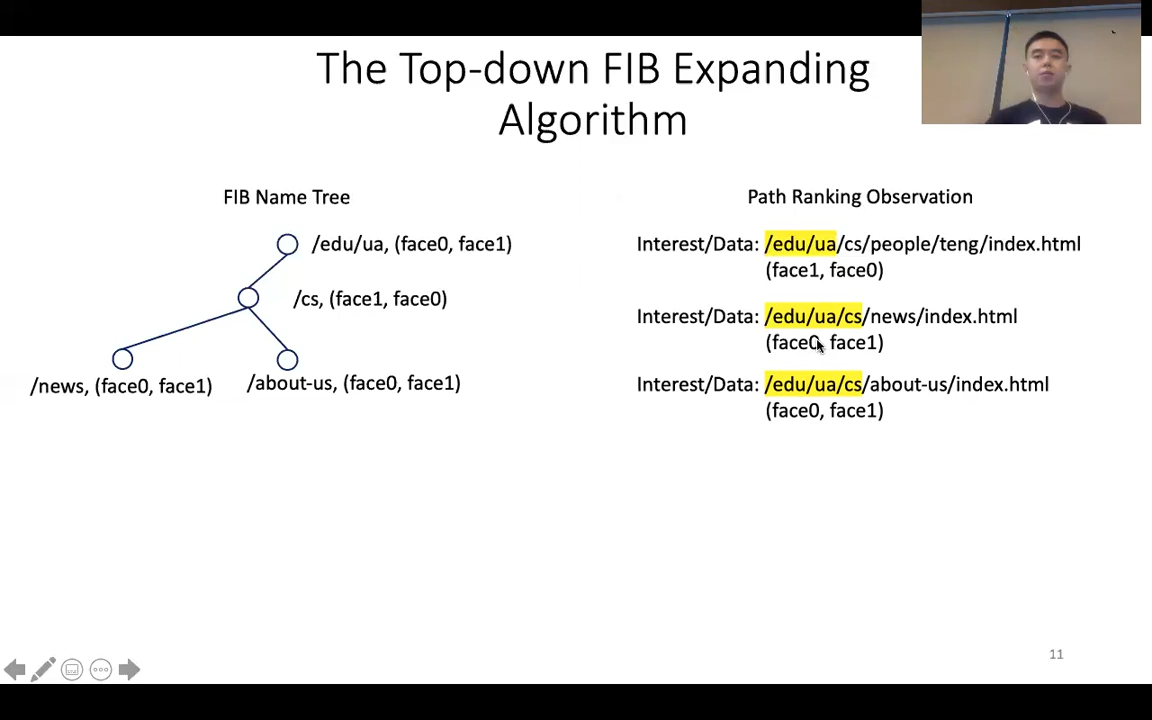 The Top-down FIB Expanding
Algorithm
FIB Name Tree
/edu/ua, (face0, face1)
/cs, (face1, face0)
/news, (face0, face1)
/about-us, (face0, face1)
Path Ranking Observation
Interest/Data: /edu/ua/cs/people/teng/index.html
(face1, face0)
Interest/Data: /edu/ua/cs/news/index.html
(face0, face1)
Interest/Data: /edu/ua/cs/about-us/index.html
(face0, face1)
11